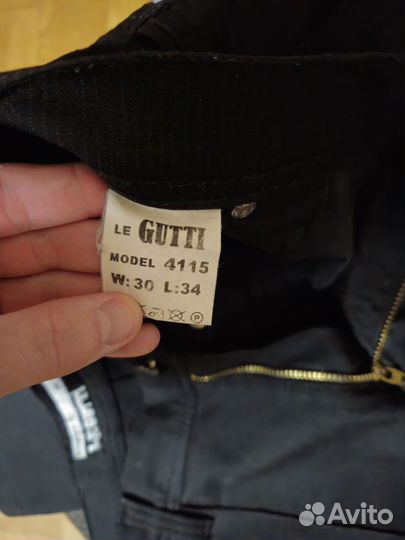 LE GUTTI
MODEL 4115
W: 30 L:34
P
Avito